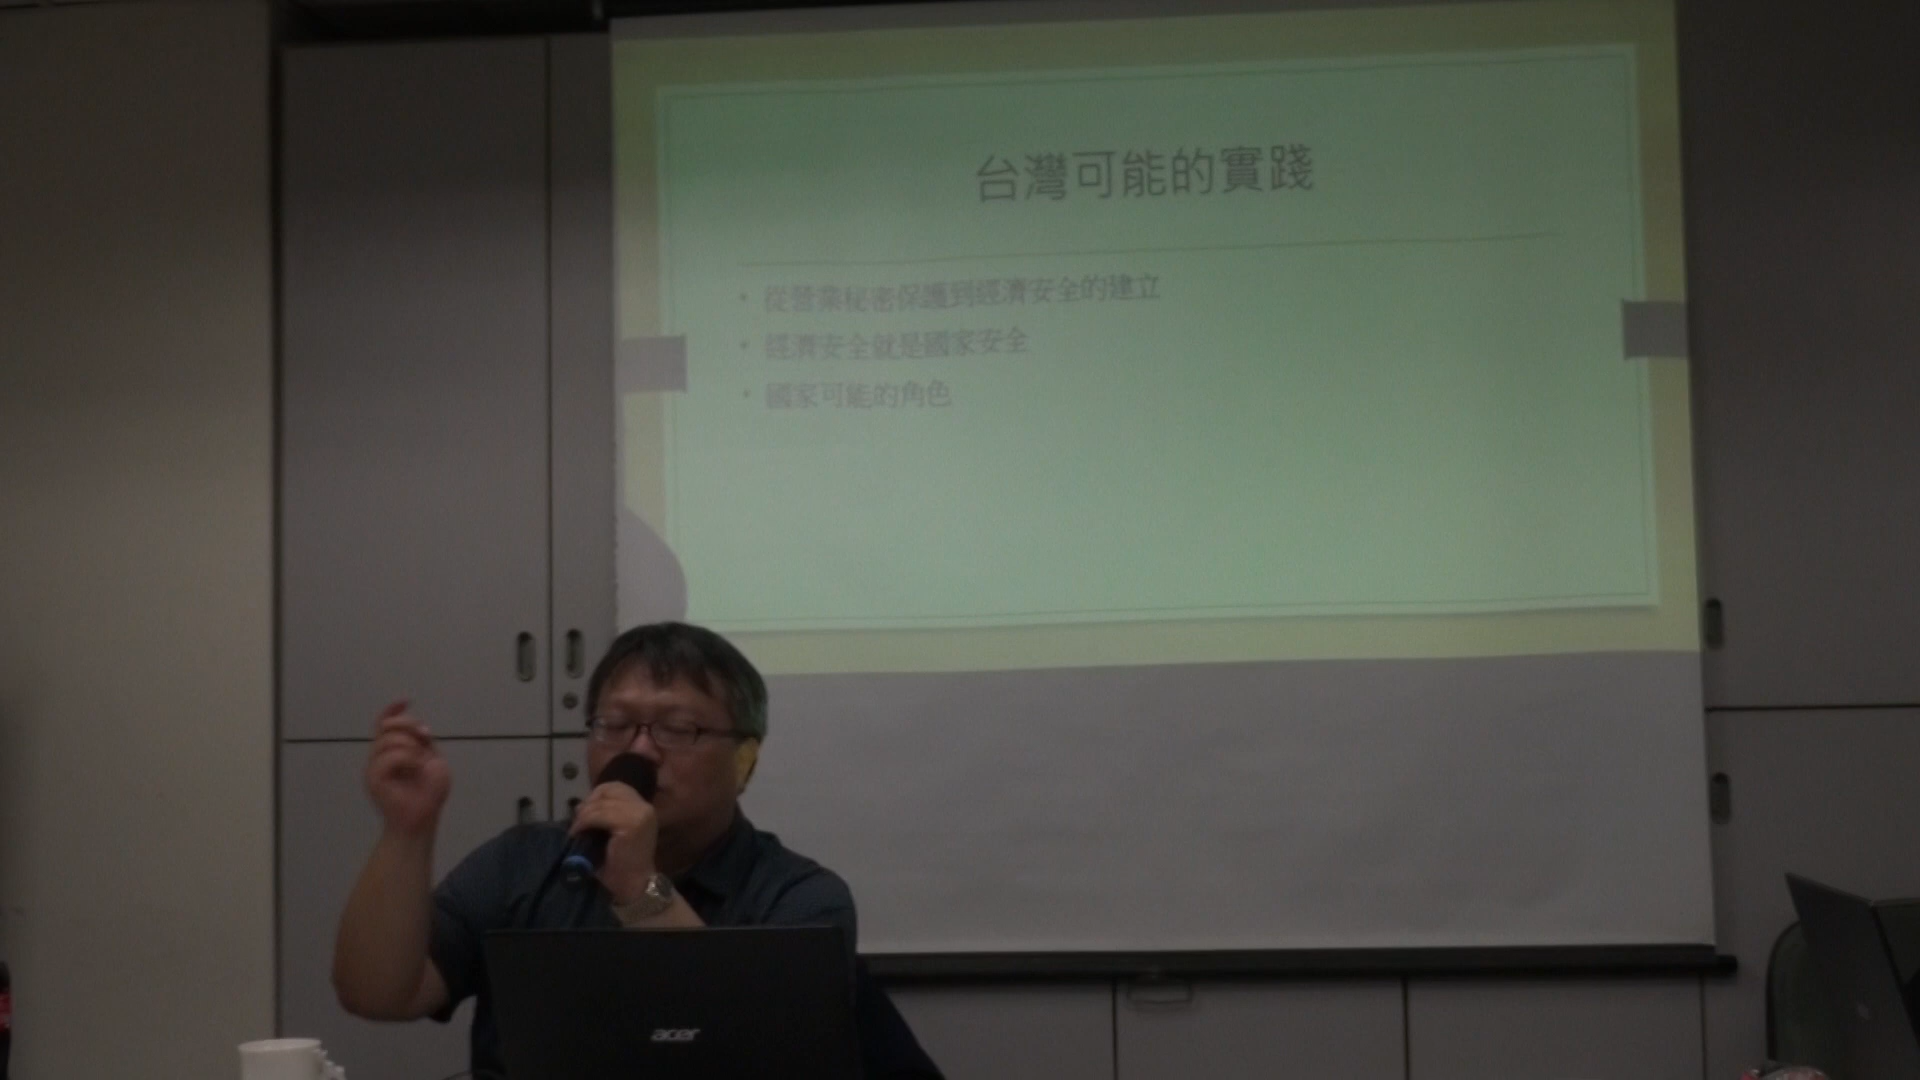 台灣可能的實踐
• 從營業秘密保護到經濟安全的建立
• 經濟安全就是國家安全
• 國家可能的角色
acer